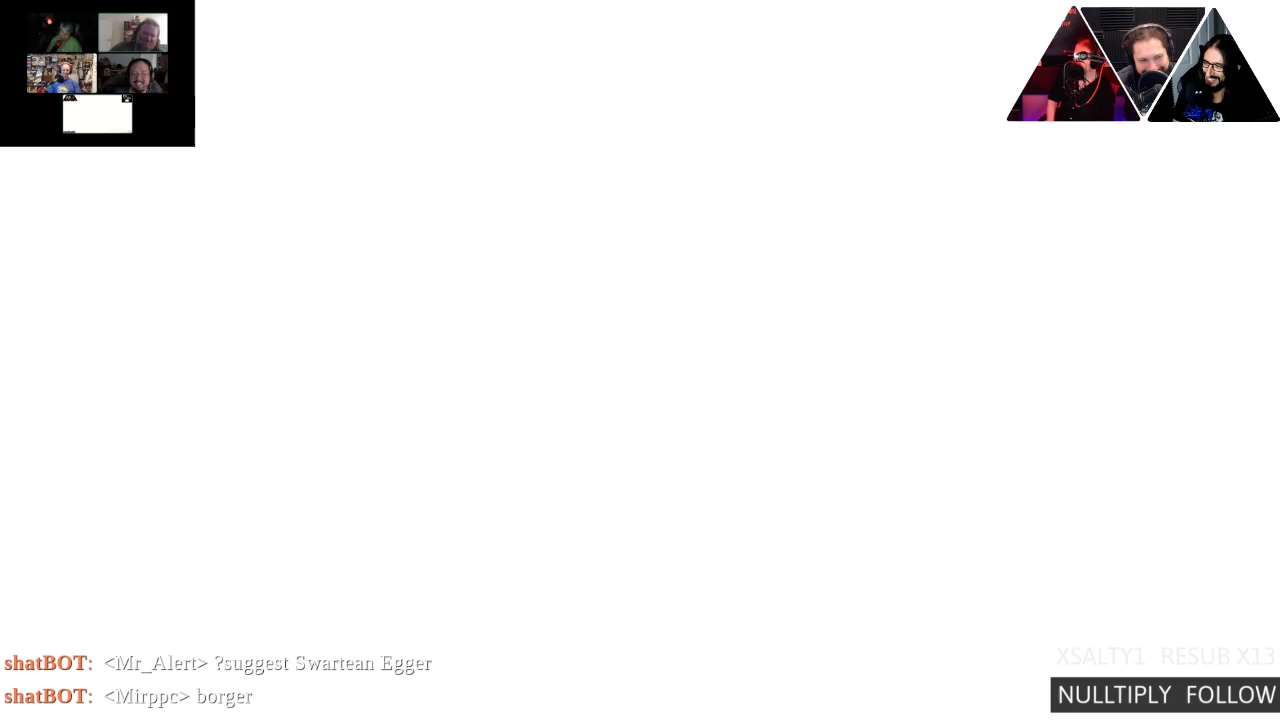 shatBOT: <Mr_Alert> ?suggest Swartean Egger
shatBOT: <Mirppc> borger
XSALTY1 RESUB X13
NULLTIPLY FOLLOW